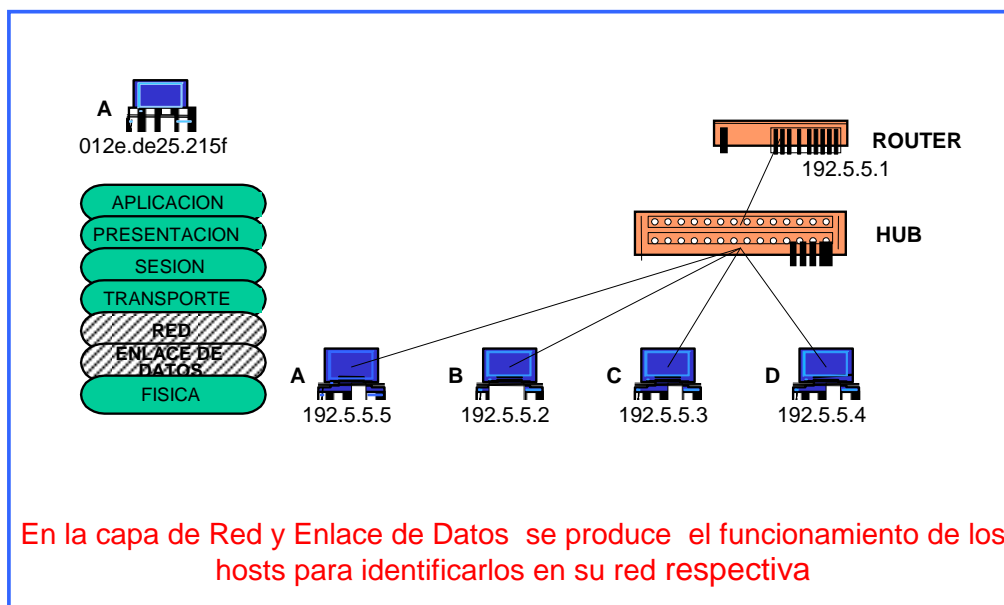 A
012e.de25.215f
ROUTER
192.5.5.1
APLICACION
PRESENTACION
SESION
TRANSPORTE
RED
ENLACE DE
DATOS
FISICA
HUB
A
B
C
D
192.5.5.5
192.5.5.2
192.5.5.3
192.5.5.4
En la capa de Red y Enlace de Datos se produce el funcionamiento de los
hosts para identificarlos en su red respectiva